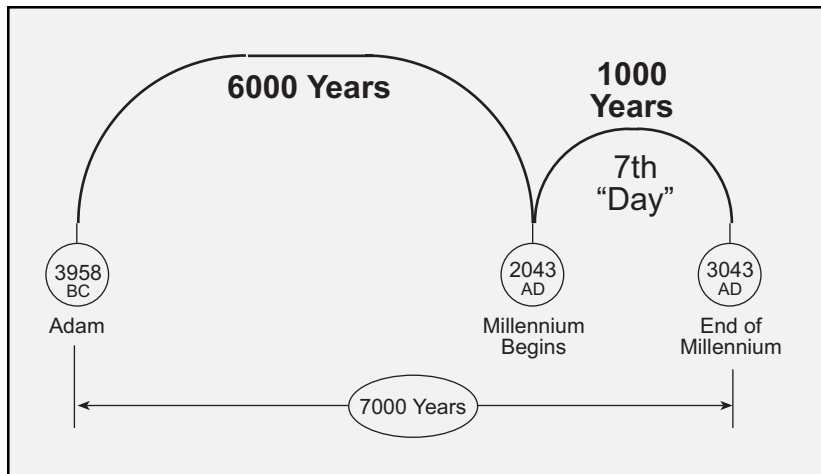 6000 Years
1000
Years
7th
“Day”
3958
BC
Adam
2043
AD
Millennium
Begins
3043
AD
End of
Millennium
7000 Years